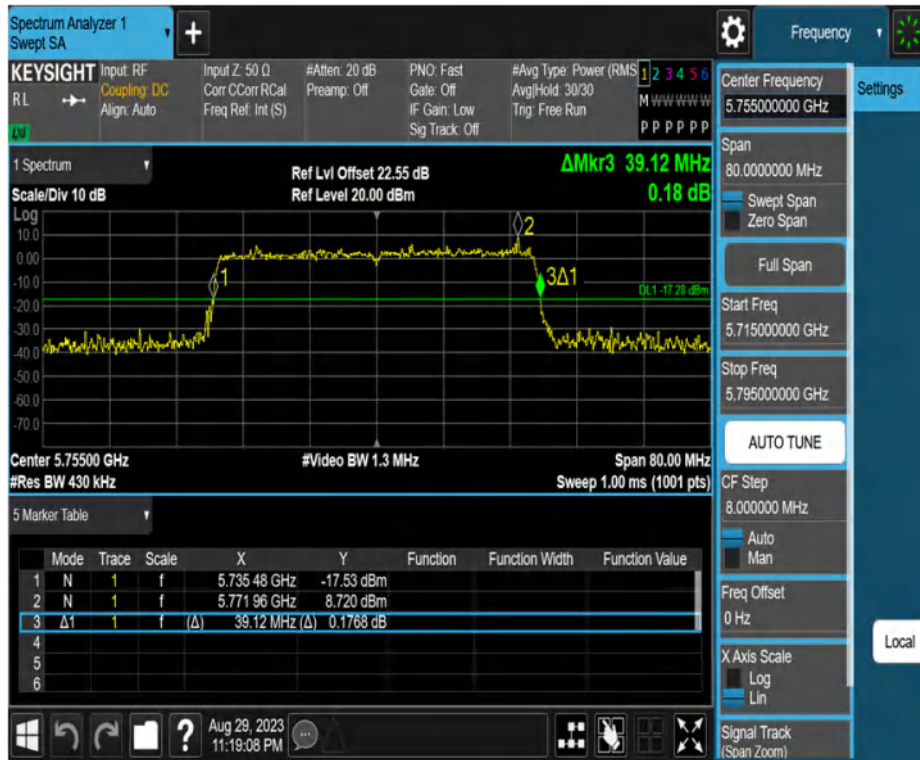 Spectrum Analyzer 1
Swept SA
+
Frequency
KEYSIGHT
RL
LXI
Input: RF
Coupling: DC
Align: Auto
Input Z: 50 Ω
Corr CCorr RCal
Freq Ref: Int (S)
#Atten: 20 dB
Preamp: Off
PNO: Fast
Gate: Off
IF Gain: Low
Sig Track: Off
#Avg Type: Power (RMS
Avg|Hold: 30/30
Trig: Free Run
1 2 3 4 5 6
M W W W W W
P P P P P P
1 Spectrum
Scale/Div 10 dB
Ref Lvl Offset 22.55 dB
Ref Level 20.00 dBm
ΔMkr3 39.12 MHz
0.18 dB
Log
10.0
0.00
-10.0
-20.0
-30.0
-40.0
-50.0
-60.0
-70.0
1
2
3Δ1
DL1 -17.28 dBm
Center 5.75500 GHz
#Video BW 1.3 MHz
Span 80.00 MHz
#Res BW 430 kHz
Sweep 1.00 ms (1001 pts)
5 Marker Table
Mode Trace Scale X Y Function Function Width Function Value
1 N 1 f 5.735 48 GHz -17.53 dBm
2 N 1 f 5.771 96 GHz 8.720 dBm
3 Δ1 1 f (Δ) 39.12 MHz (Δ) 0.1768 dB
4
5
6
?
Aug 29, 2023
11:19:08 PM
Center Frequency
5.755000000 GHz
Span
80.0000000 MHz
Swept Span
Zero Span
Full Span
Start Freq
5.715000000 GHz
Stop Freq
5.795000000 GHz
AUTO TUNE
CF Step
8.000000 MHz
Auto
Man
Freq Offset
0 Hz
X Axis Scale
Log
Lin
Signal Track
(Span Zoom)
Settings
Local